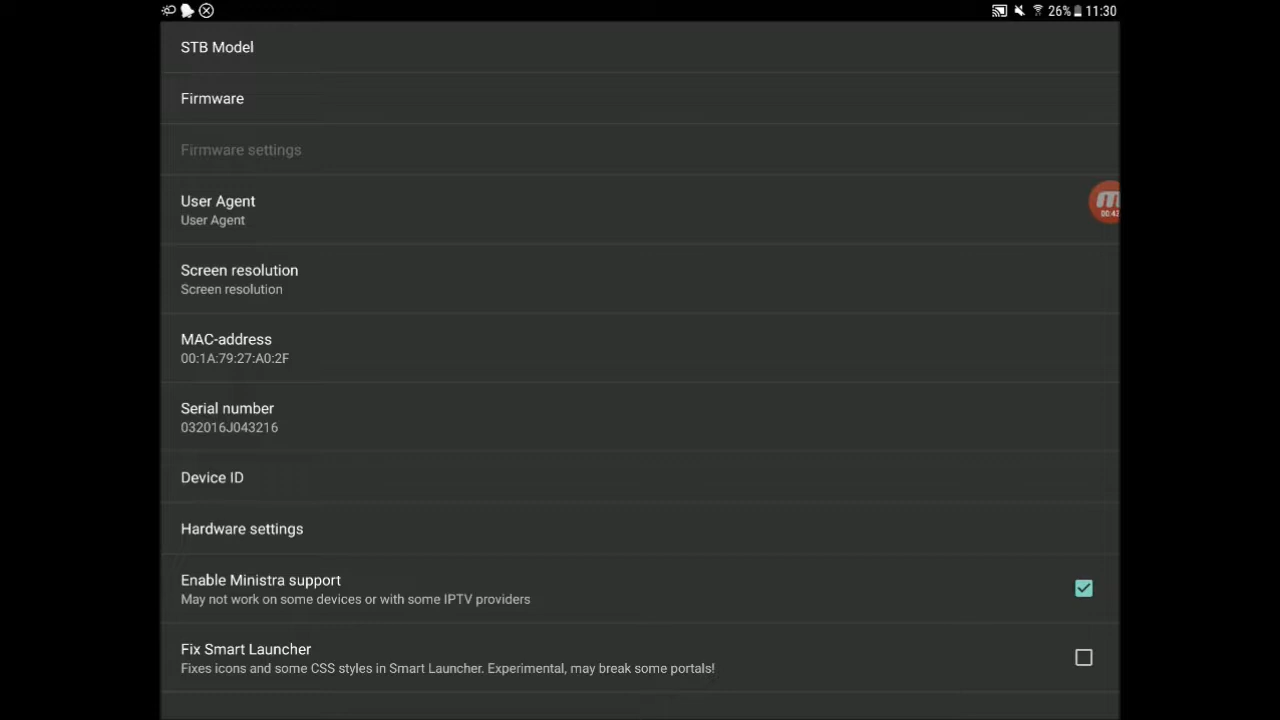 26% 11:30
STB Model
Firmware
Firmware settings
User Agent
User Agent
00:42
Screen resolution
Screen resolution
MAC-address
00:1A:79:27:A0:2F
Serial number
032016J043216
Device ID
Hardware settings
Enable Ministra support
May not work on some devices or with some IPTV providers
Fix Smart Launcher
Fixes icons and some CSS styles in Smart Launcher. Experimental, may break some portals!